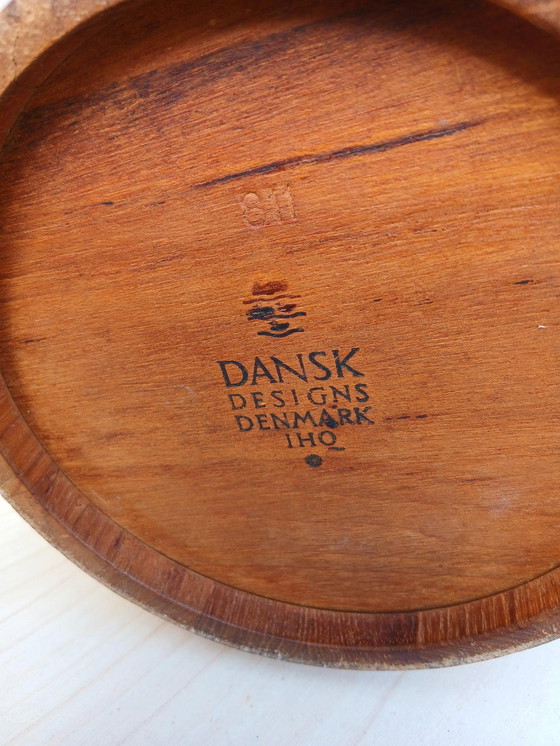 811
DANSK
DESIGNS
DENMARK
IHQ